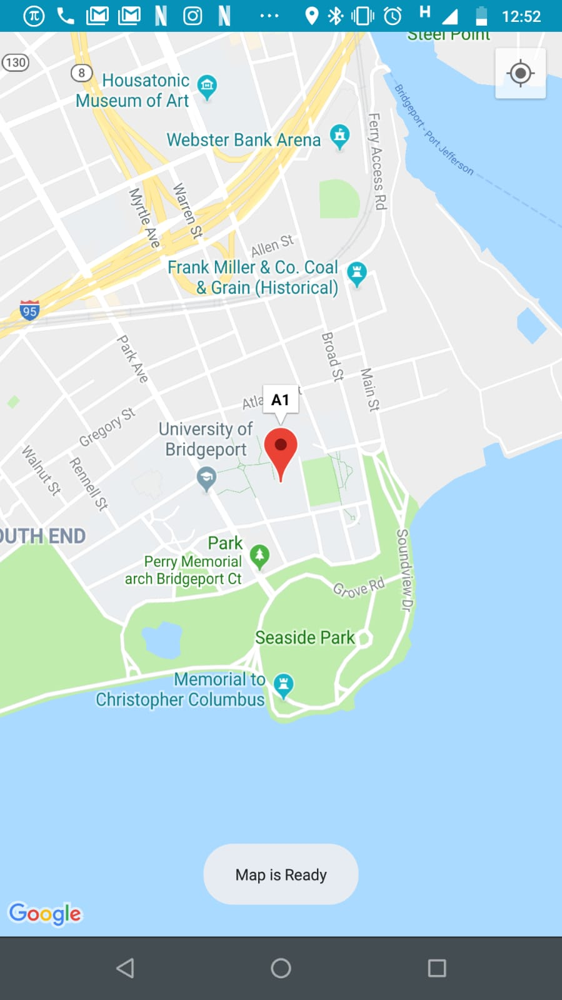 π N N ... H 12:52
Steel Point
130
8
Housatonic
Museum of Art
Bridgeport - Port Jefferson
Webster Bank Arena
Ferry Access Rd
Myrtle Ave
Warren St
Allen St
Frank Miller & Co. Coal
& Grain (Historical)
95
Park Ave
Broad St
Main St
A1
Gregory St
University of
Bridgeport
Walnut St
Rennell St
OUTH END
Park
Perry Memorial
arch Bridgeport Ct
Soundview Dr
Grove Rd
Seaside Park
Memorial to
Christopher Columbus
Map is Ready
Google